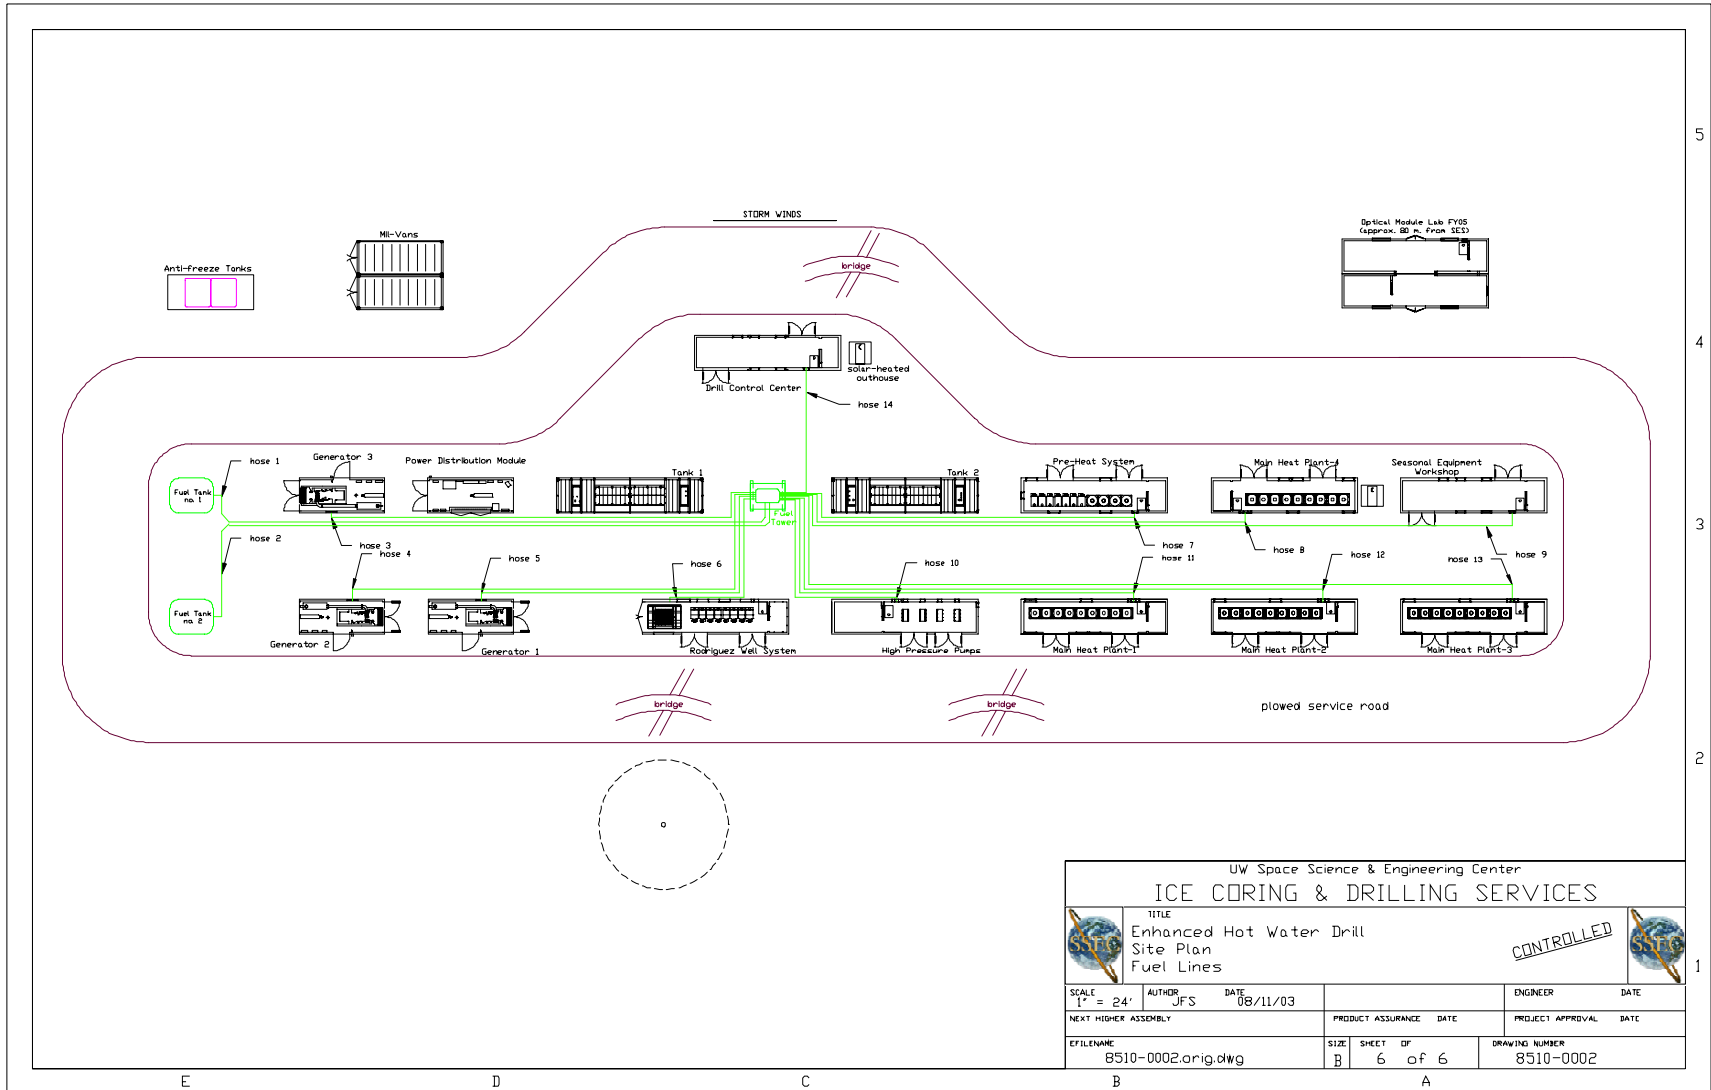 5
STORM WINDS
Optical Module Lab FY05
(approx. 80 m. from SES)
Mil-Vans
Anti-freeze Tanks
bridge
4
solar-heated
outhouse
Drill Control Center
hose 14
hose 1
Generator 3
Power Distribution Module
Tank 1
Tank 2
Pre-Heat System
Main Heat Plant-4
Seasonal Equipment
Workshop
Fuel Tank
no. 1
Fuel
Tower
3
hose 2
hose 3
hose 4
hose 5
hose 6
hose 10
hose 7
hose 11
hose 8
hose 12
hose 13
hose 9
Fuel Tank
no. 2
Generator 2
Generator 1
Rodriguez Well System
High Pressure Pumps
Main Heat Plant-1
Main Heat Plant-2
Main Heat Plant-3
bridge
bridge
plowed service road
2
UW Space Science & Engineering Center
ICE CORING & DRILLING SERVICES
SSEC
TITLE
Enhanced Hot Water Drill
Site Plan
Fuel Lines
CONTROLLED
SSEC
1
SCALE
1" = 24'
AUTHOR
JFS
DATE
08/11/03
ENGINEER
DATE
NEXT HIGHER ASSEMBLY
PRODUCT ASSURANCE DATE
PROJECT APPROVAL DATE
EFILENAME
8510-0002.orig.dwg
SIZE
B
SHEET OF
6 of 6
DRAWING NUMBER
8510-0002
E
D
C
B
A